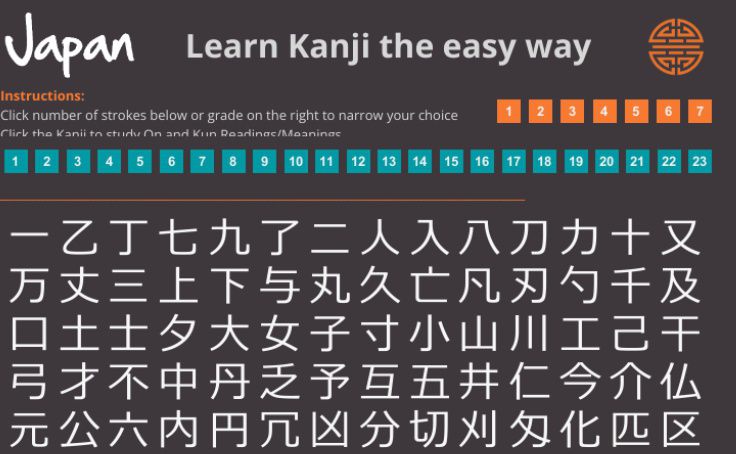 Japan
Learn Kanji the easy way
Instructions:
Click number of strokes below or grade on the right to narrow your choice
Click the Kanji to study On and Kun Readings/Meanings
1 2 3 4 5 6 7
1 2 3 4 5 6 7 8 9 10 11 12 13 14 15 16 17 18 19 20 21 22 23
一乙丁七九了二人入八刀力十又
万丈三上下与丸久亡凡刃勺千及
口土士夕大女子寸小山川工己干
弓才不中丹乏予互五井仁今介仏
元公六内円冗凶分切刈匁化匹区